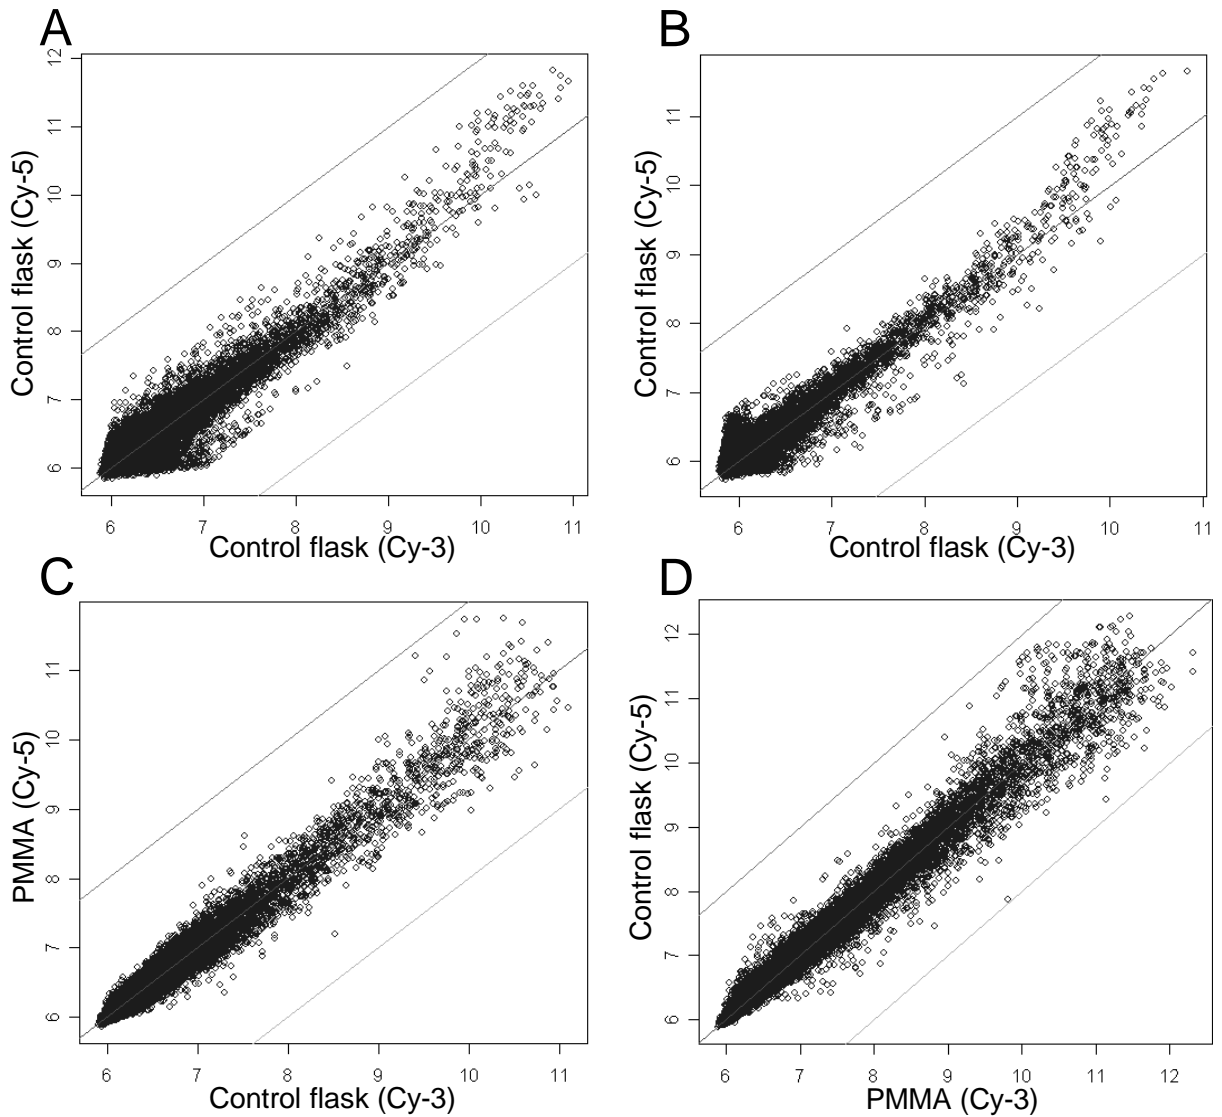 A
B
12
11
10
9
8
7
6
Control flask (Cy-5)
6 7 8 9 10 11
Control flask (Cy-3)
11
10
9
8
7
6
Control flask (Cy-5)
6 7 8 9 10 11
Control flask (Cy-3)
C
D
11
10
9
8
7
6
PMMA (Cy-5)
6 7 8 9 10 11
Control flask (Cy-3)
12
11
10
9
8
7
6
Control flask (Cy-5)
6 7 8 9 10 11 12
PMMA (Cy-3)